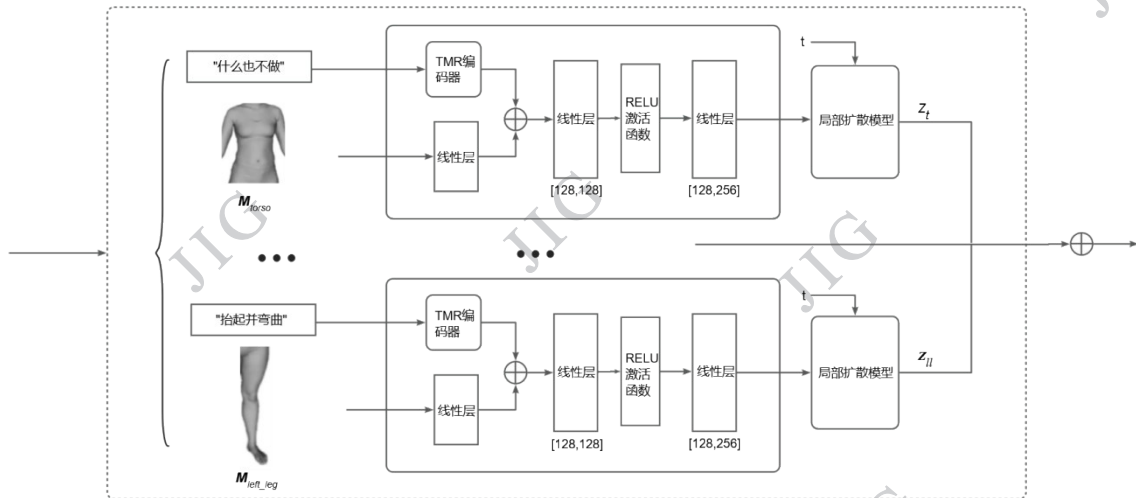 "什么也不做"
TMR编
码器
线性层
线性层
[128,128]
RELU
激活
函数
线性层
[128,256]
t
局部扩散模型
Z_t
M_torso
...
...
"抬起并弯曲"
TMR编
码器
线性层
线性层
[128,128]
RELU
激活
函数
线性层
[128,256]
t
局部扩散模型
Z_ll
M_left_leg
JIG
JIG
JIG